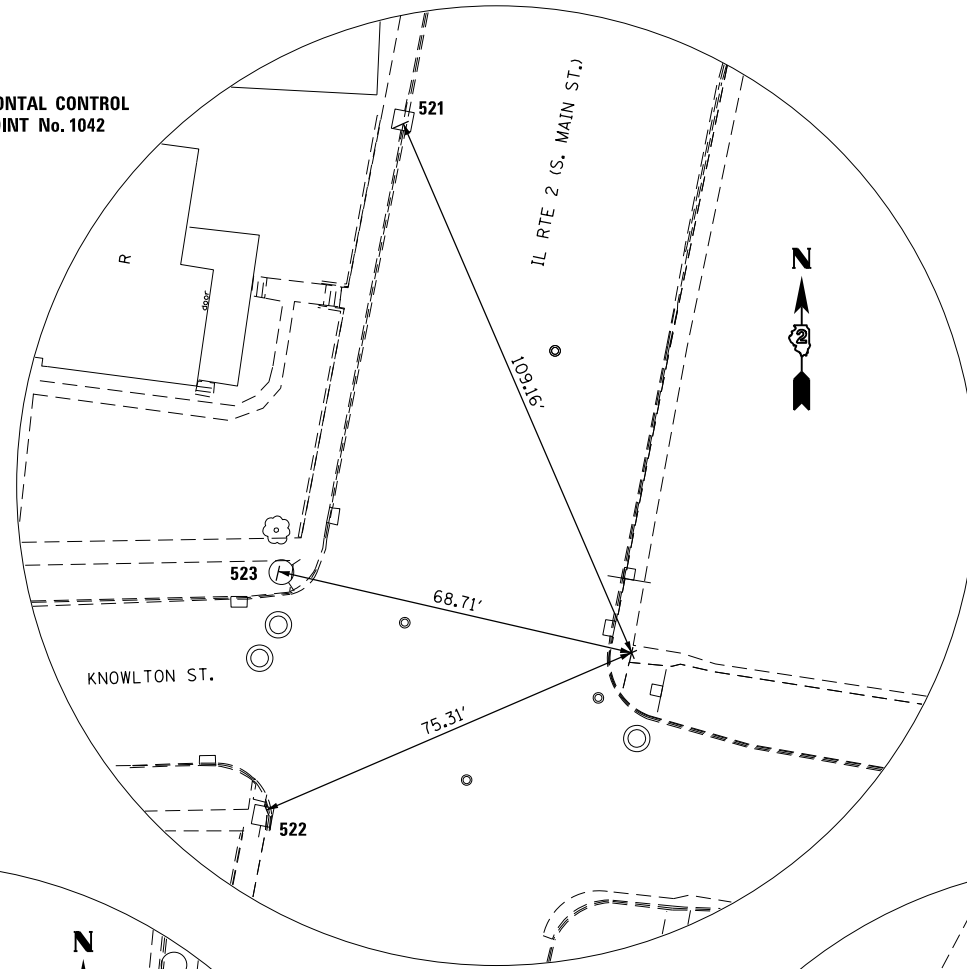 ONTAL CONTROL
OINT No. 1042
521
IL RTE 2 (S. MAIN ST.)
R
door
N
2
109.16'
523
68.71'
KNOWLTON ST.
75.31'
522
N